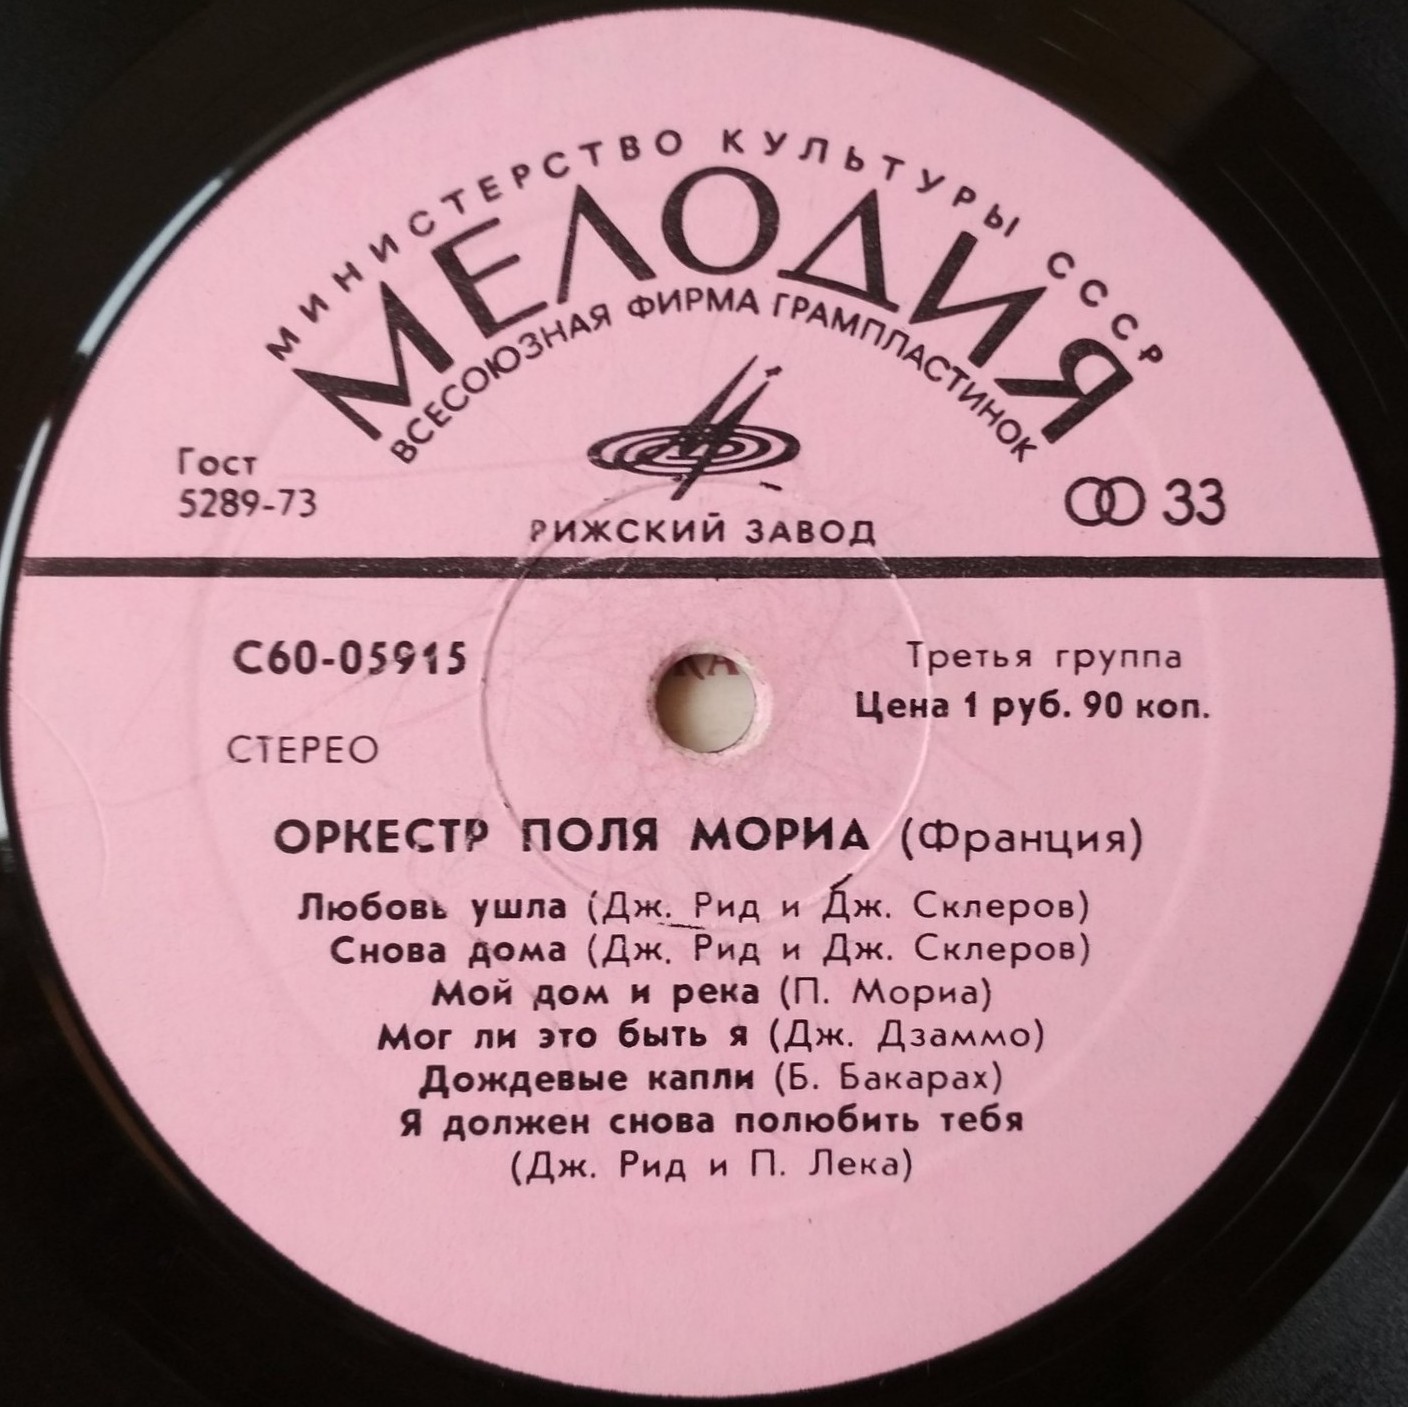 МИНИСТЕРСТВО КУЛЬТУРЫ СССР
МЕЛОДИЯ
ВСЕСОЮЗНАЯ ФИРМА ГРАМПЛАСТИНОК
Гост
5289-73
33
РИЖСКИЙ ЗАВОД
С60-05915
Третья группа
Цена 1 руб. 90 коп.
СТЕРЕО
ОРКЕСТР ПОЛЯ МОРИА (Франция)
Любовь ушла (Дж. Рид и Дж. Склеров)
Снова дома (Дж. Рид и Дж. Склеров)
Мой дом и река (П. Мориа)
Мог ли это быть я (Дж. Дзаммо)
Дождевые капли (Б. Бакарах)
Я должен снова полюбить тебя
(Дж. Рид и П. Лека)